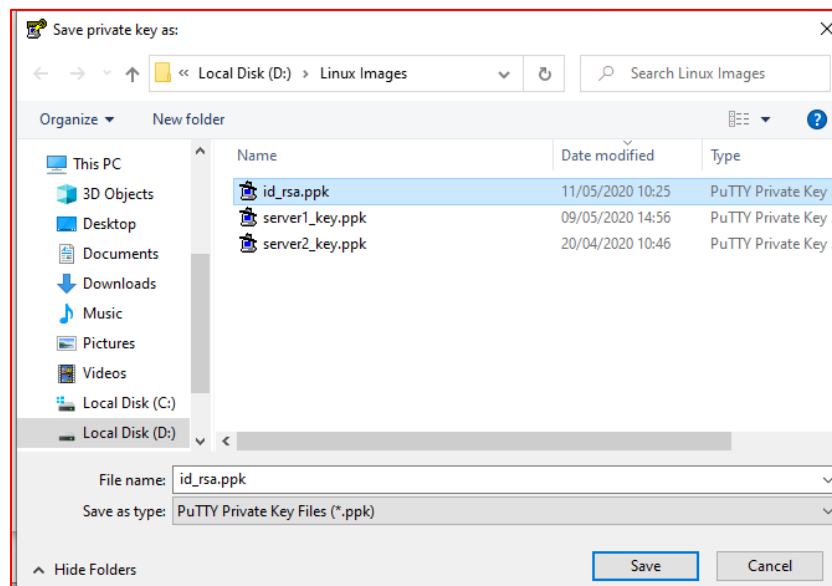 Save private key as:
« Local Disk (D:) › Linux Images
Search Linux Images
Organize New folder
This PC
3D Objects
Desktop
Documents
Downloads
Music
Pictures
Videos
Local Disk (C:)
Local Disk (D:)
Name Date modified Type
id_rsa.ppk 11/05/2020 10:25 PuTTY Private Key
server1_key.ppk 09/05/2020 14:56 PuTTY Private Key
server2_key.ppk 20/04/2020 10:46 PuTTY Private Key
File name: id_rsa.ppk
Save as type: PuTTY Private Key Files (*.ppk)
Hide Folders Save Cancel